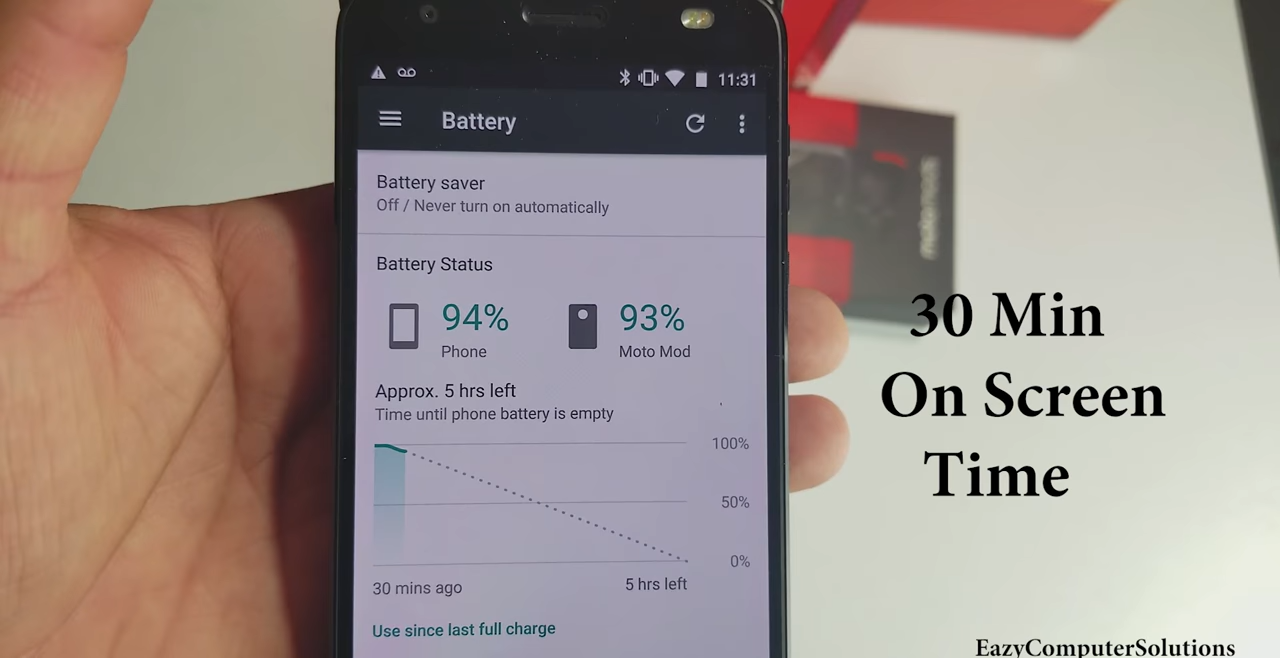 11:31
Battery
Battery saver
Off / Never turn on automatically
Battery Status
94%
Phone
93%
Moto Mod
Approx. 5 hrs left
Time until phone battery is empty
100%
50%
0%
30 mins ago
5 hrs left
Use since last full charge
30 Min
On Screen
Time
EazyComputerSolutions